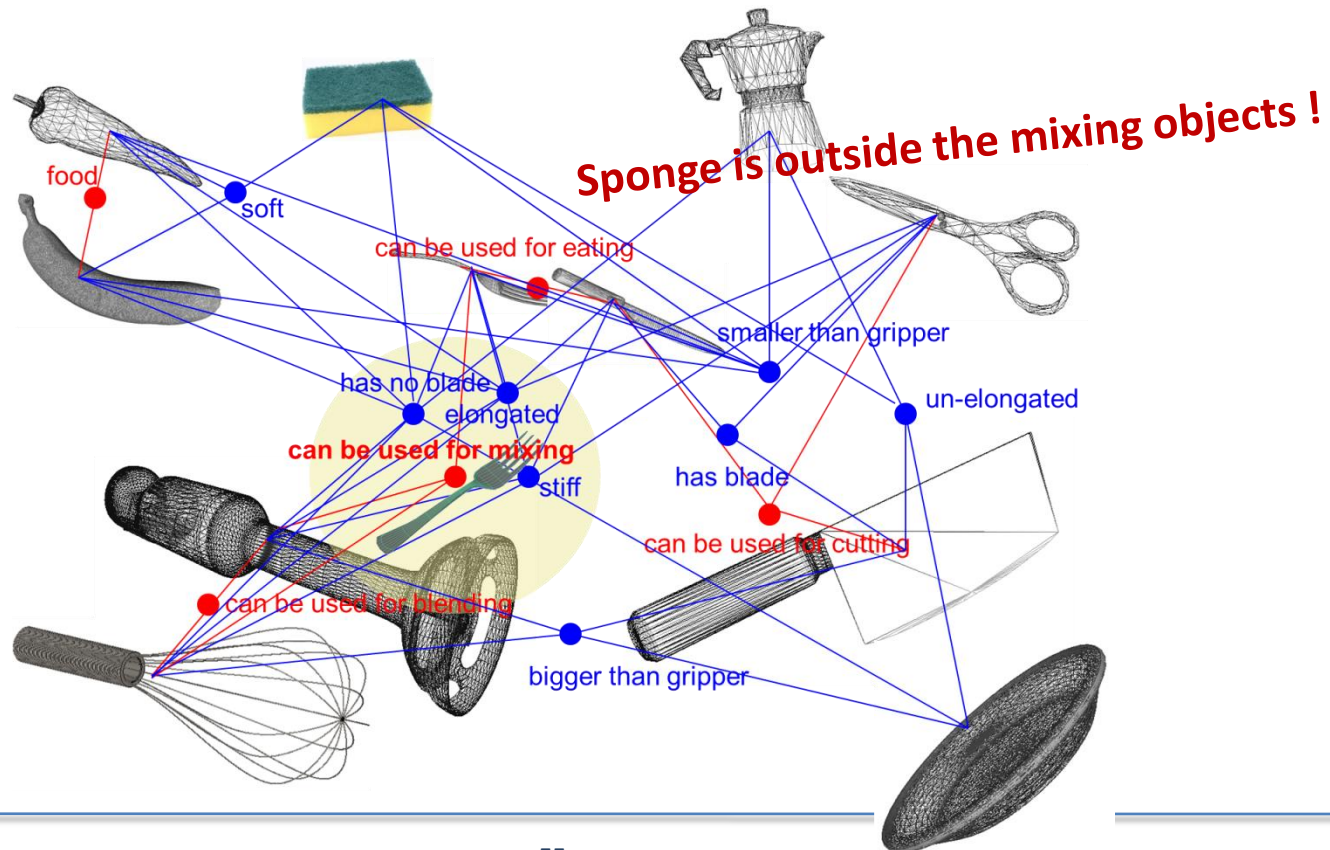 Sponge is outside the mixing objects !
food
soft
can be used for eating
smaller than gripper
has no blade
elongated
un-elongated
can be used for mixing
stiff
has blade
can be used for cutting
can be used for blending
bigger than gripper